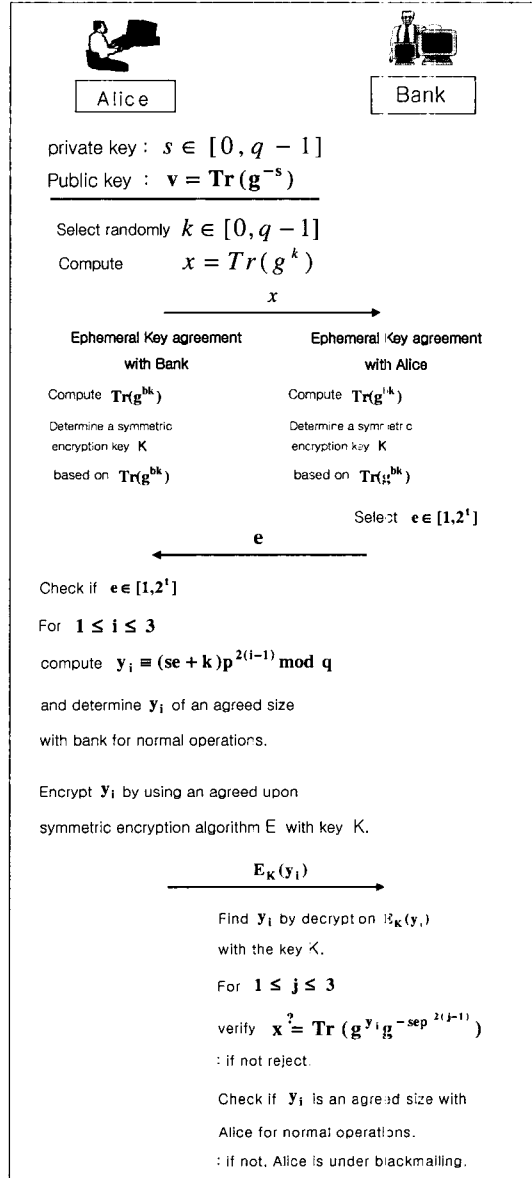 Alice
Bank
private key : s ∈ [0, q − 1]
Public key : v = Tr(g^{-s})
Select randomly k ∈ [0, q − 1]
Compute x = Tr(g^k)
x
Ephemeral Key agreement
with Bank
Compute Tr(g^{bk})
Determine a symmetric
encryption key K
based on Tr(g^{bk})
Ephemeral Key agreement
with Alice
Compute Tr(g^{bk})
Determine a symmetric
encryption key K
based on Tr(g^{bk})
Select e ∈ [1,2^t]
e
Check if e ∈ [1,2^t]
For 1 ≤ i ≤ 3
compute y_i ≡ (se + k)p^{2(i−1)} mod q
and determine y_i of an agreed size
with bank for normal operations.
Encrypt y_i by using an agreed upon
symmetric encryption algorithm E with key K.
E_K(y_i)
Find y_i by decryption E_K(y_i)
with the key K.
For 1 ≤ j ≤ 3
verify x ?= Tr (g^{y_i} g^{−sep^{2(j−1)}})
: if not reject.
Check if y_i is an agreed size with
Alice for normal operations.
: if not, Alice is under blackmailing.